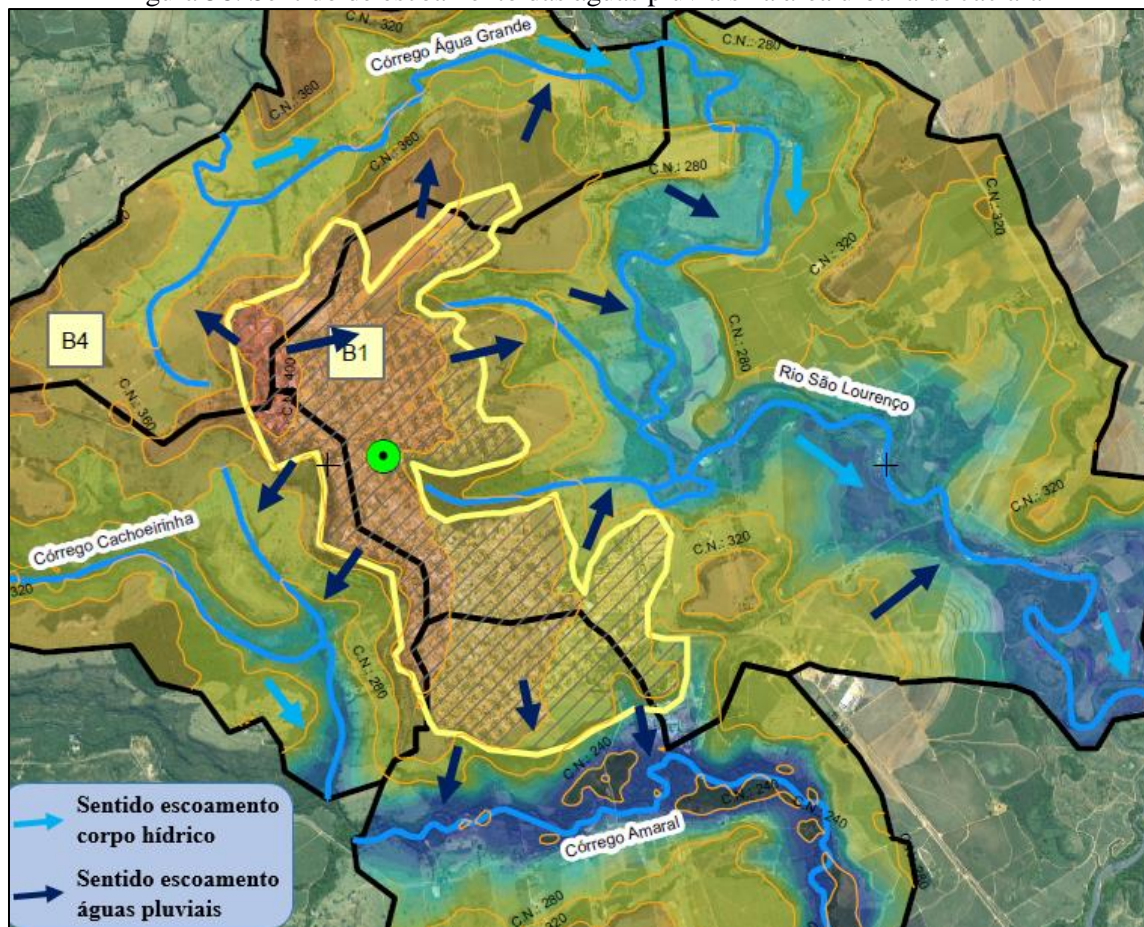 Córrego Água Grande
C.N.: 280
320
C.N.: 360
C.N.: 360
C.N.: 280
C.N.: 320
C.N.: 320
B4
B1
C.N.: 400
C.N.: 280
C.N.: 360
Rio São Lourenço
C.N.: 320
Córrego Cachoeirinha
320
C.N.: 320
C.N.: 280
C.N.: 240
C.N.: 240
Córrego Amaral
C.N.: 280
Sentido escoamento
corpo hídrico
Sentido escoamento
águas pluviais